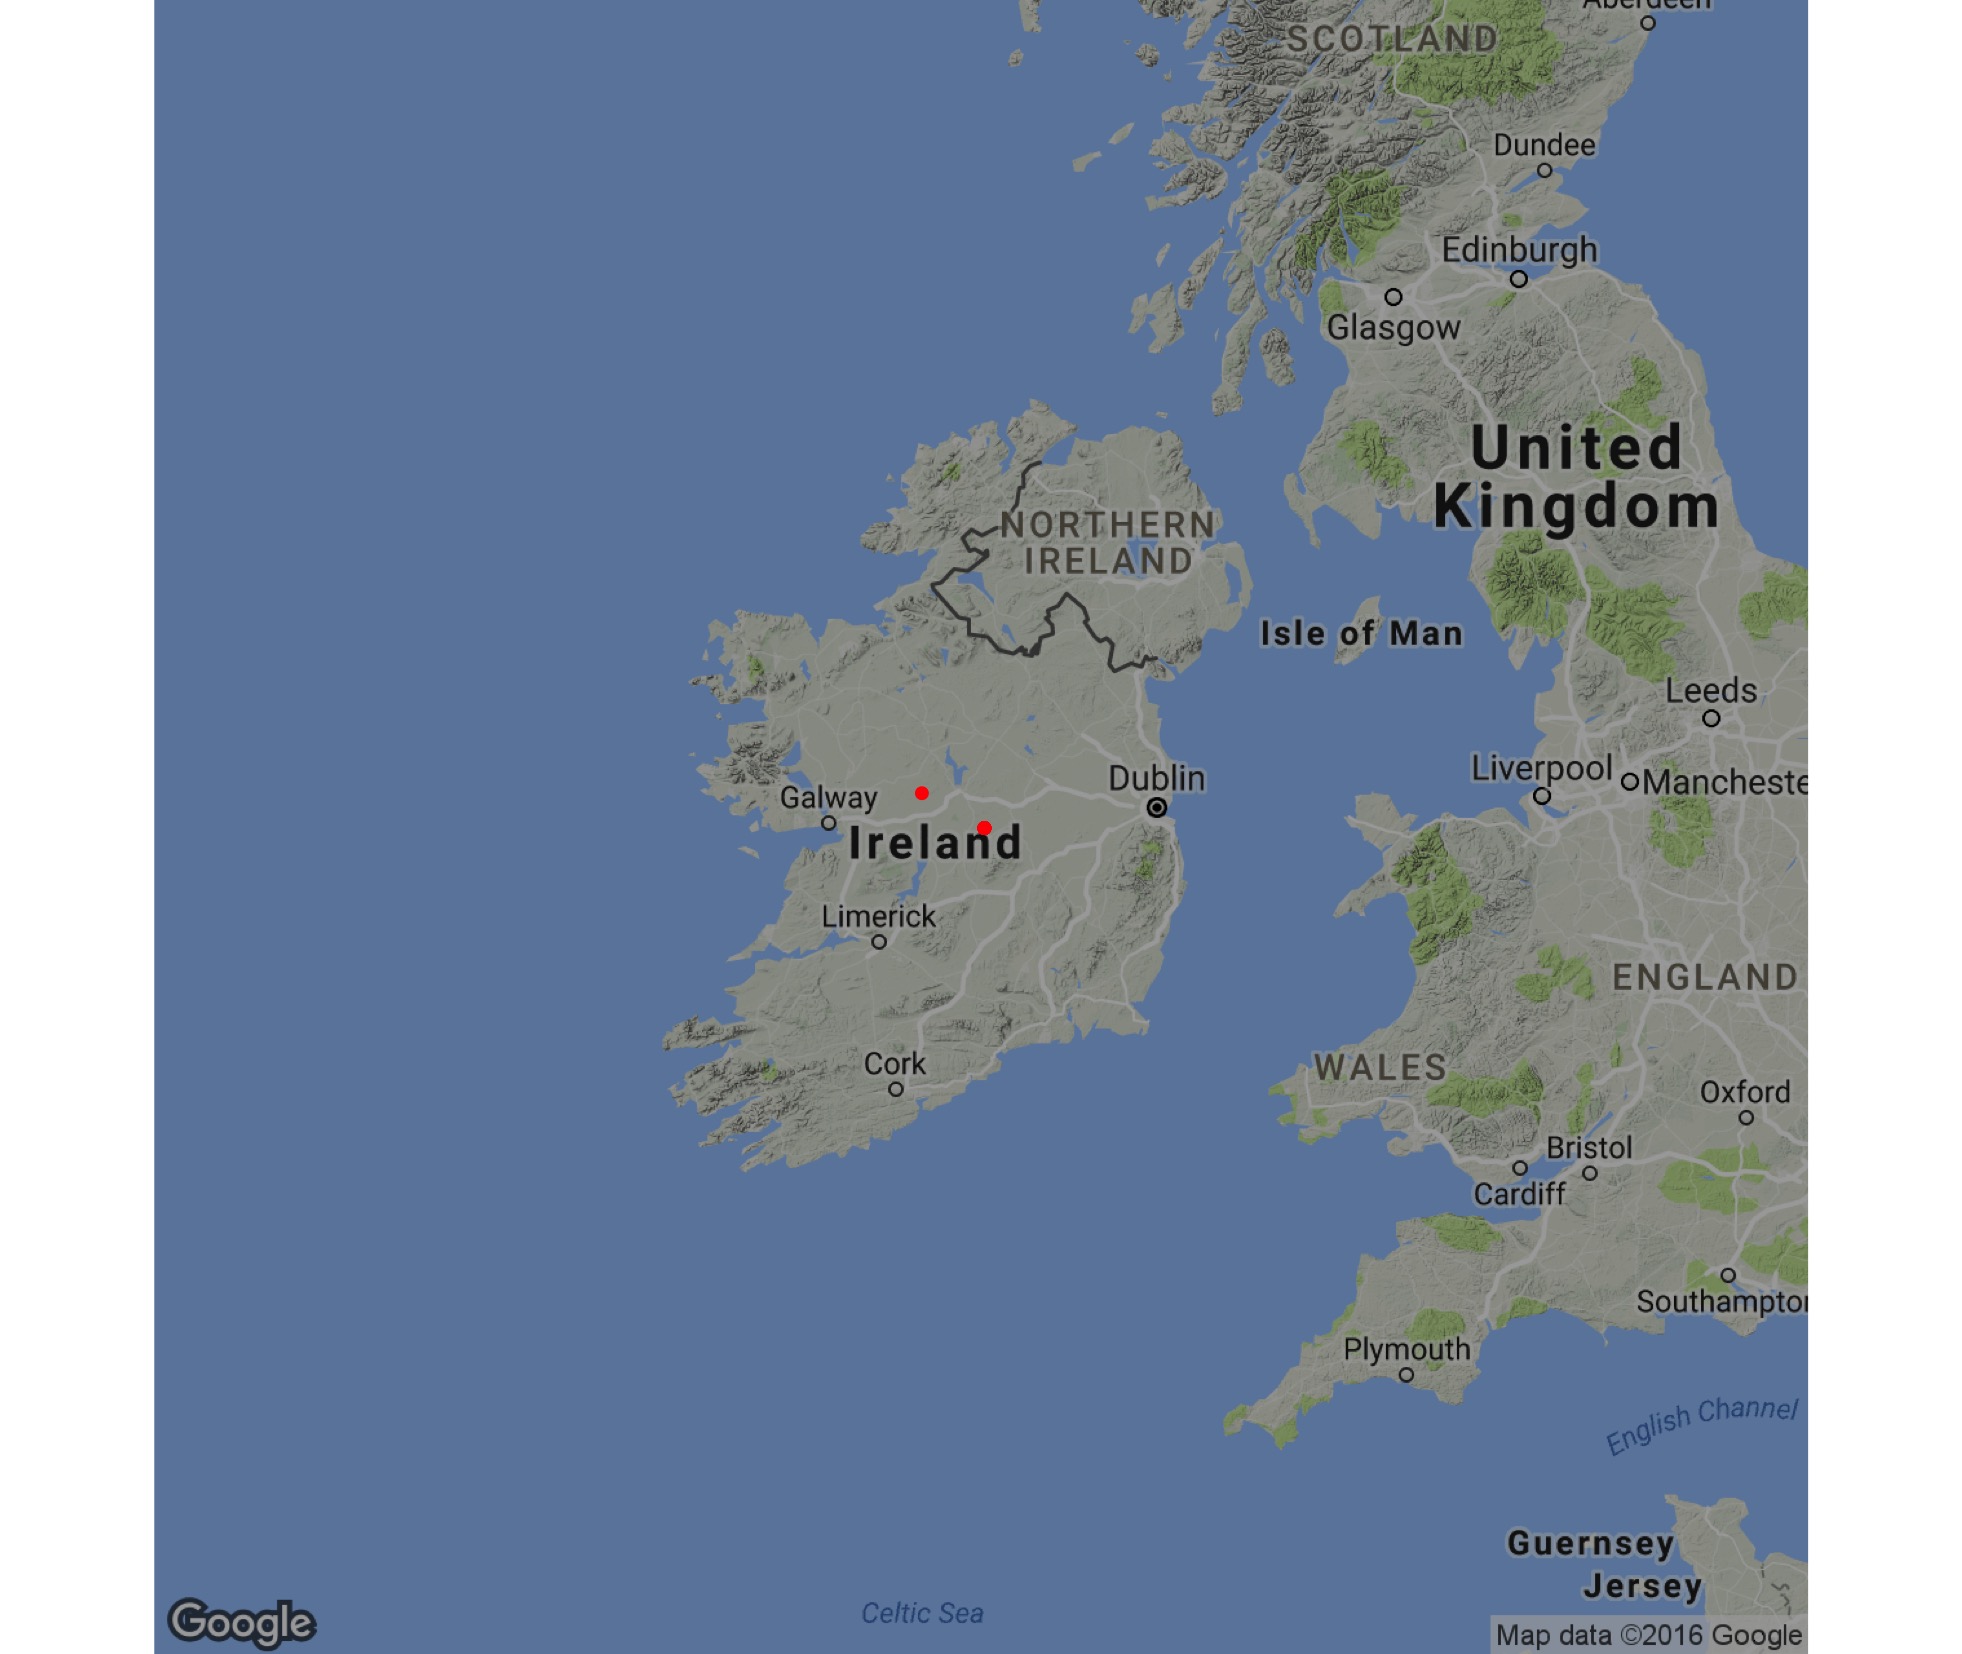 Aberdeen
SCOTLAND
Dundee
Edinburgh
Glasgow
United
Kingdom
NORTHERN
IRELAND
Isle of Man
Leeds
Liverpool
Mancheste
Dublin
Galway
Ireland
Limerick
ENGLAND
Cork
WALES
Oxford
Bristol
Cardiff
Southampton
Plymouth
English Channel
Guernsey
Jersey
Celtic Sea
Google
Map data ©2016 Google